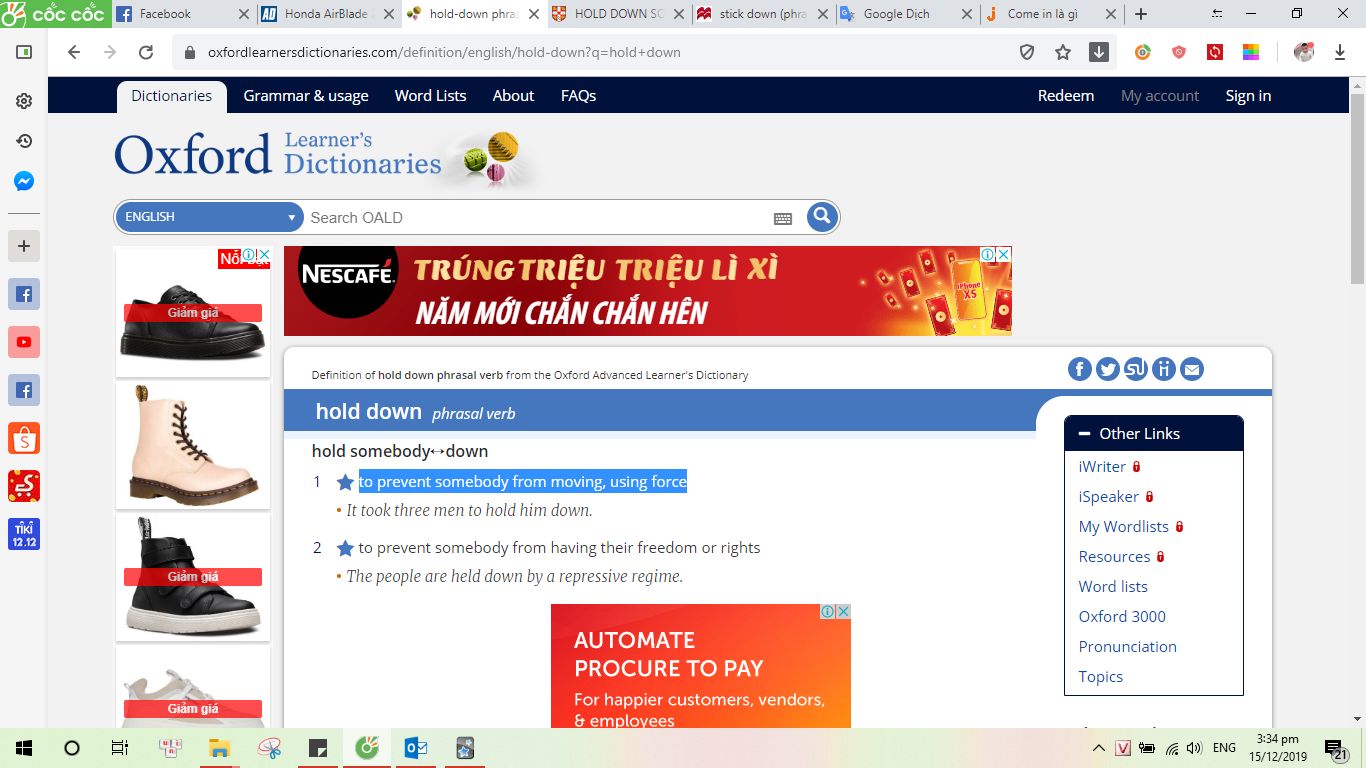 cốc cốc
Facebook
Honda AirBlade
hold-down phras
HOLD DOWN SO
stick down (phra
Google Dịch
Come in là gì
oxfordlearnersdictionaries.com/definition/english/hold-down?q=hold+down
Dictionaries
Grammar & usage
Word Lists
About
FAQs
Redeem
My account
Sign in
Oxford
Learner's
Dictionaries
ENGLISH
Search OALD
Giảm giá
Giảm giá
Giảm giá
NESCAFÉ.
TRÚNG TRIỆU TRIỆU LÌ XÌ
NĂM MỚI CHẮN CHẮN HÊN
iPhone
XS
Definition of hold down phrasal verb from the Oxford Advanced Learner's Dictionary
hold down phrasal verb
hold somebody↔down
1 to prevent somebody from moving, using force
• It took three men to hold him down.
2 to prevent somebody from having their freedom or rights
• The people are held down by a repressive regime.
AUTOMATE
PROCURE TO PAY
For happier customers, vendors,
& employees
Other Links
iWriter
iSpeaker
My Wordlists
Resources
Word lists
Oxford 3000
Pronunciation
Topics
TIKI
12.12
ENG
3:34 pm
15/12/2019
21